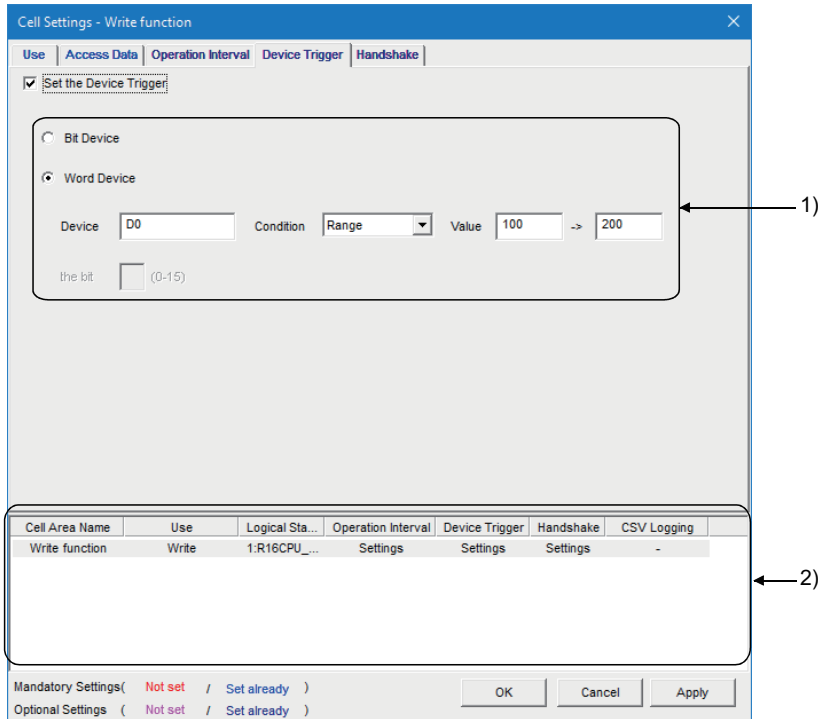 Cell Settings - Write function
Use Access Data Operation Interval Device Trigger Handshake
Set the Device Trigger
Bit Device
Word Device
1)
Device D0 Condition Range Value 100 -> 200
the bit (0-15)
Cell Area Name Use Logical Sta... Operation Interval Device Trigger Handshake CSV Logging
Write function Write 1:R16CPU_... Settings Settings Settings -
2)
Mandatory Settings( Not set / Set already )
Optional Settings ( Not set / Set already )
OK Cancel Apply